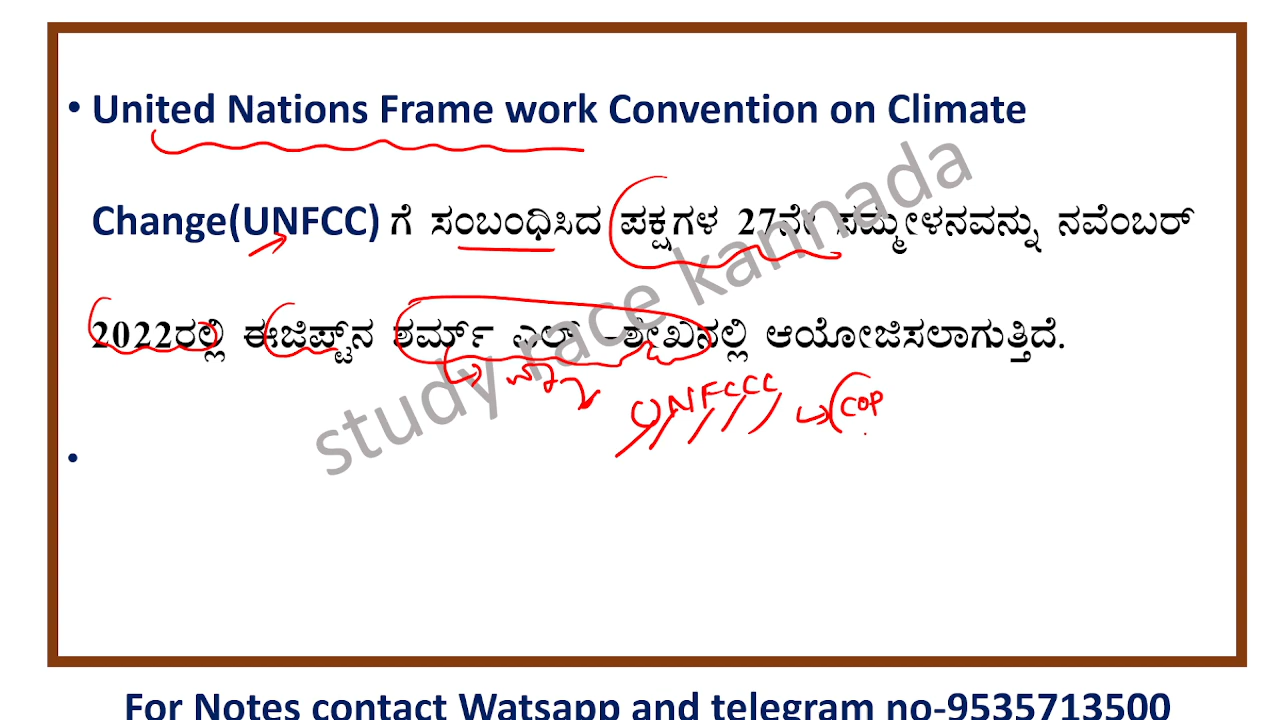 • United Nations Frame work Convention on Climate
Change(UNFCC) ಗೆ ಸಂಬಂಧಿಸಿದ ಪಕ್ಷಗಳ 27ನೇ ಸಮ್ಮೇಳನವನ್ನು ನವೆಂಬರ್
2022ರಲ್ಲಿ ಈಜಿಪ್ಟ್‌ನ ಶರ್ಮ್ ಎಲ್ -ಶೇಖನಲ್ಲಿ ಆಯೋಜಿಸಲಾಗುತ್ತಿದೆ.
UNFCCC → COP
•
study race kannada
For Notes contact Watsapp and telegram no-9535713500